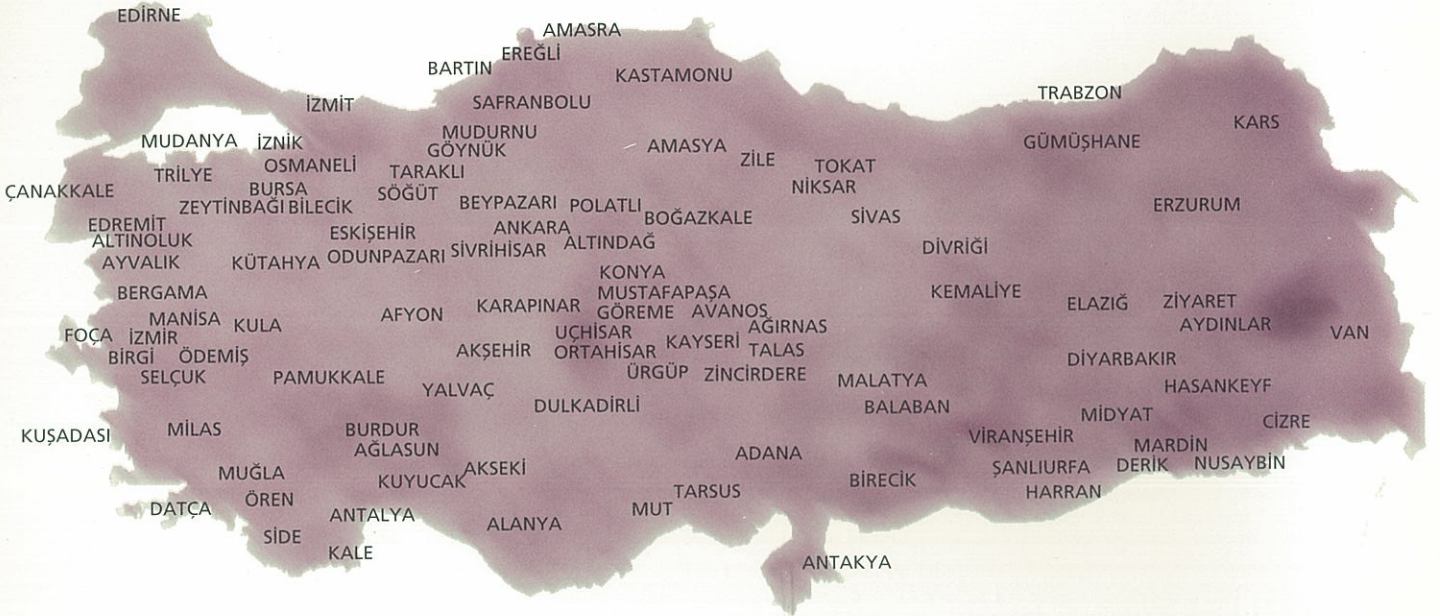 EDİRNE
AMASRA
EREĞLİ
BARTIN
KASTAMONU
TRABZON
İZMİT
SAFRANBOLU
KARS
MUDURNU
MUDANYA
İZNİK
GÜMÜŞHANE
GÖYNÜK
AMASYA
ZİLE
OSMANELİ
TOKAT
TRİLYE
TARAKLI
NİKSAR
ÇANAKKALE
BURSA
SÖĞÜT
ZEYTİNBAĞI
BİLECİK
BEYPAZARI
POLATLI
ERZURUM
BOĞAZKALE
SİVAS
EDREMİT
ANKARA
ESKİŞEHİR
ALTINOLUK
ALTINDAĞ
DİVRİĞİ
SİVRİHİSAR
ODUNPAZARI
AYVALIK
KÜTAHYA
KONYA
BERGAMA
MUSTAFAPAŞA
KEMALİYE
KARAPINAR
ELAZIĞ
ZİYARET
GÖREME
AVANOS
AFYON
MANİSA
KULA
AĞIRNAS
AYDINLAR
FOÇA
İZMİR
UÇHİSAR
VAN
KAYSERİ
BİRGİ
ÖDEMİŞ
AKŞEHİR
ORTAHİSAR
TALAS
DİYARBAKIR
ÜRGÜP
ZİNCİRDERE
SELÇUK
PAMUKKALE
MALATYA
HASANKEYF
YALVAÇ
DULKADİRLİ
BALABAN
MİDYAT
CİZRE
KUŞADASI
MİLAS
BURDUR
VİRANŞEHİR
MARDİN
AĞLASUN
ADANA
DERİK
NUSAYBİN
ŞANLIURFA
MUĞLA
AKSEKİ
KUYUCAK
BİRECİK
TARSUS
HARRAN
ÖREN
DATÇA
MUT
ANTALYA
ALANYA
SİDE
KALE
ANTAKYA